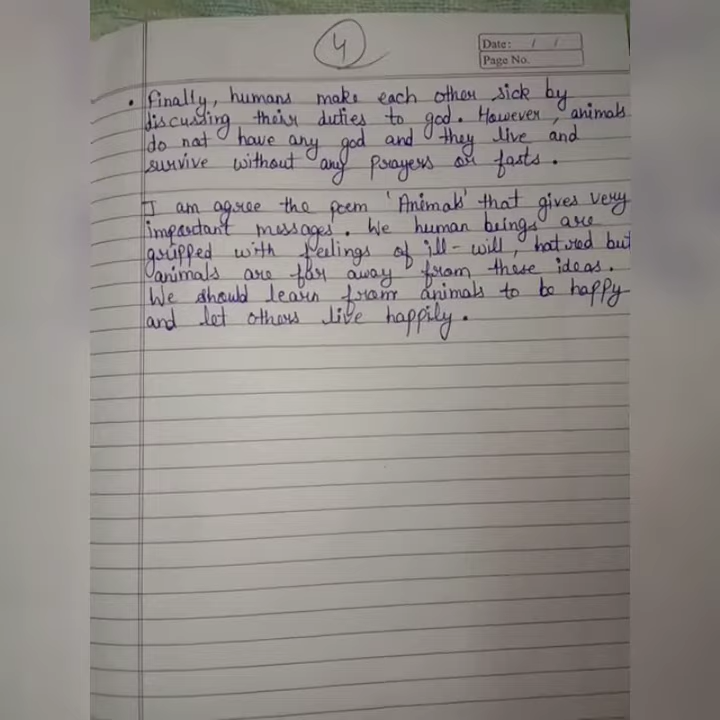 4
Date: / /
Page No.
• Finally, humans make each other sick by
discussing their duties to god. However, animals
do not have any god and they live and
survive without any prayers or fasts.
I am agree the poem 'Animals' that gives very
important messages. We human beings are
gripped with feelings of ill-will, hatred but
animals are far away from these ideas.
We should learn from animals to be happy
and let others live happily.